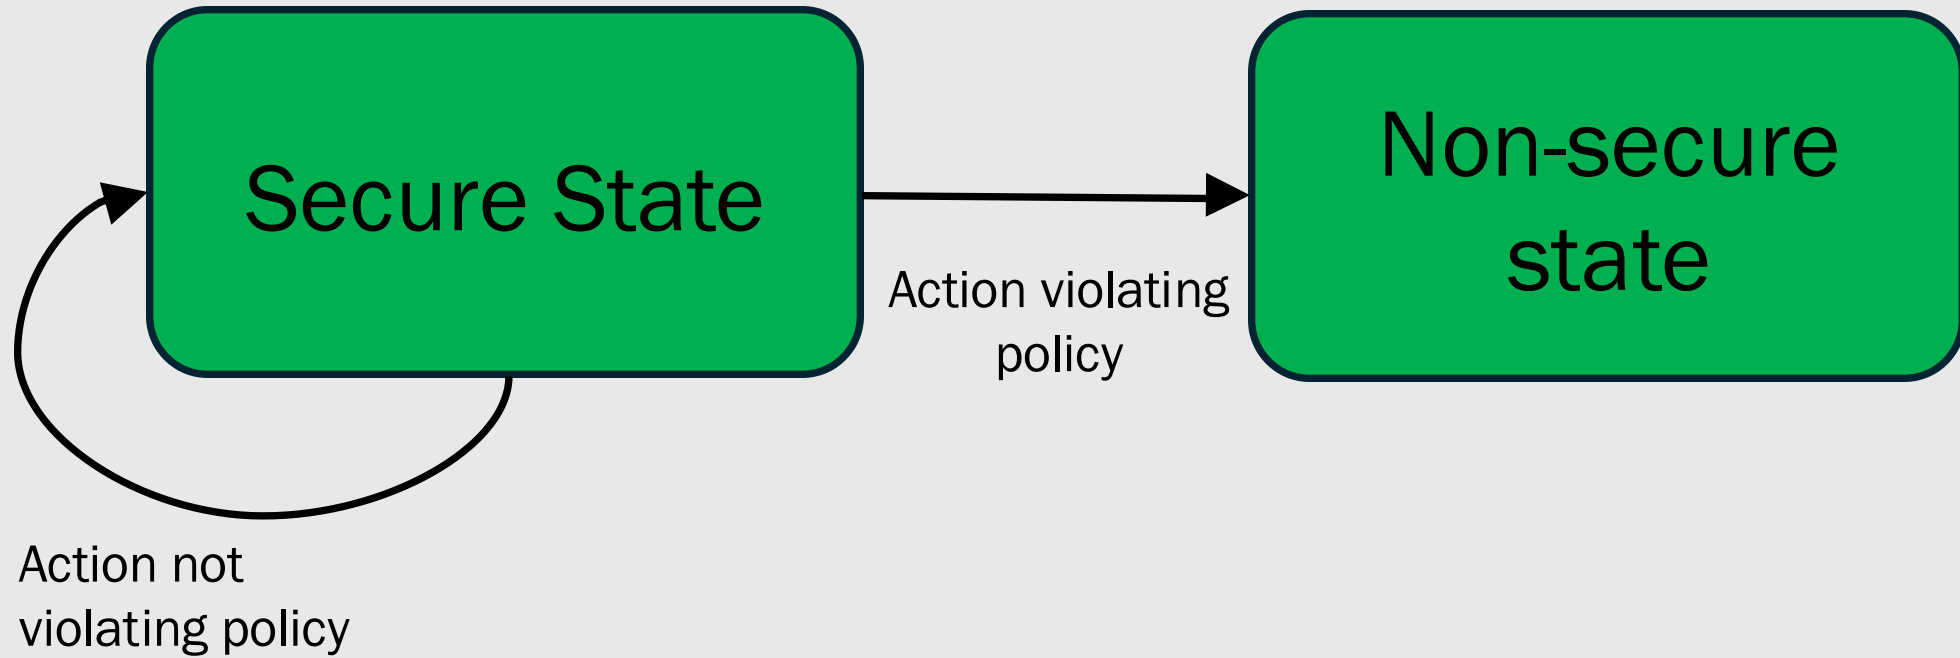 Secure State
Non-secure
state
Action violating
policy
Action not
violating policy